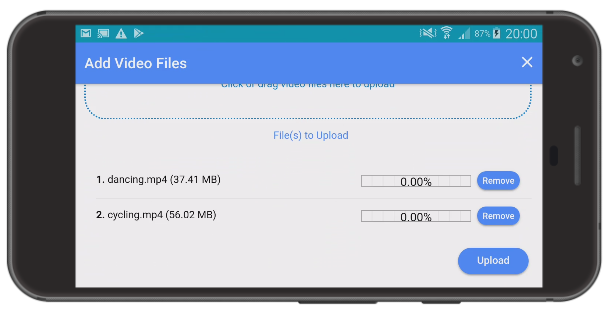 87% 20:00
Add Video Files ×
Click or drag video files here to upload
File(s) to Upload
1. dancing.mp4 (37.41 MB) 0.00% Remove
2. cycling.mp4 (56.02 MB) 0.00% Remove
Upload